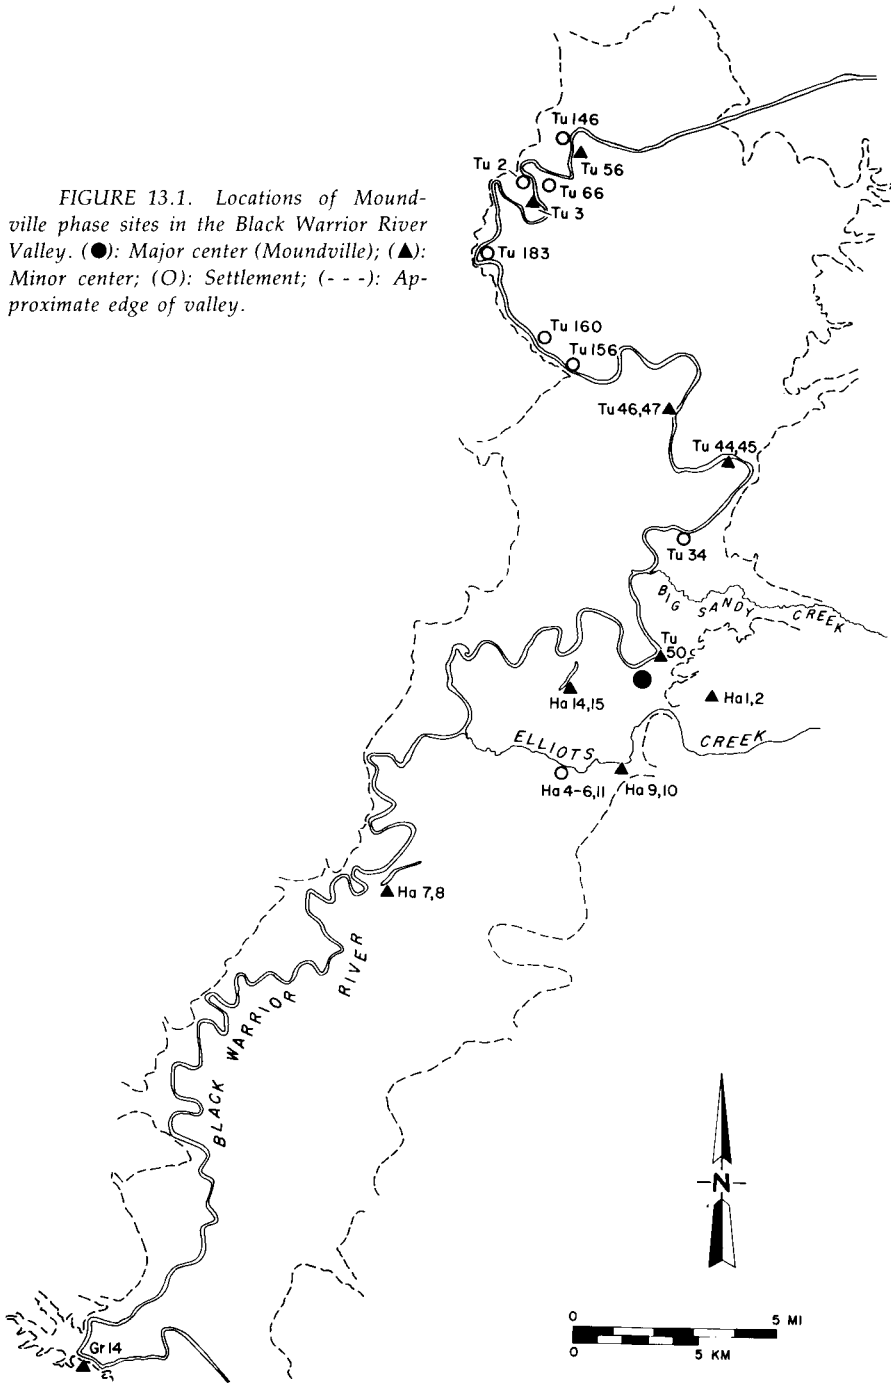 FIGURE 13.1. Locations of Mound-
ville phase sites in the Black Warrior River
Valley. (●): Major center (Moundville); (▲):
Minor center; (O): Settlement; (- - -): Ap-
proximate edge of valley.
Tu 146
Tu 56
Tu 2
Tu 66
Tu 3
Tu 183
Tu 160
Tu 156
Tu 46,47
Tu 44,45
Tu 34
BIG SANDY CREEK
Tu
50
Ha 1,2
Ha 14,15
ELLIOTS CREEK
Ha 4-6,11
Ha 9,10
Ha 7,8
BLACK WARRIOR RIVER
Gr 14
N
0 5 MI
0 5 KM